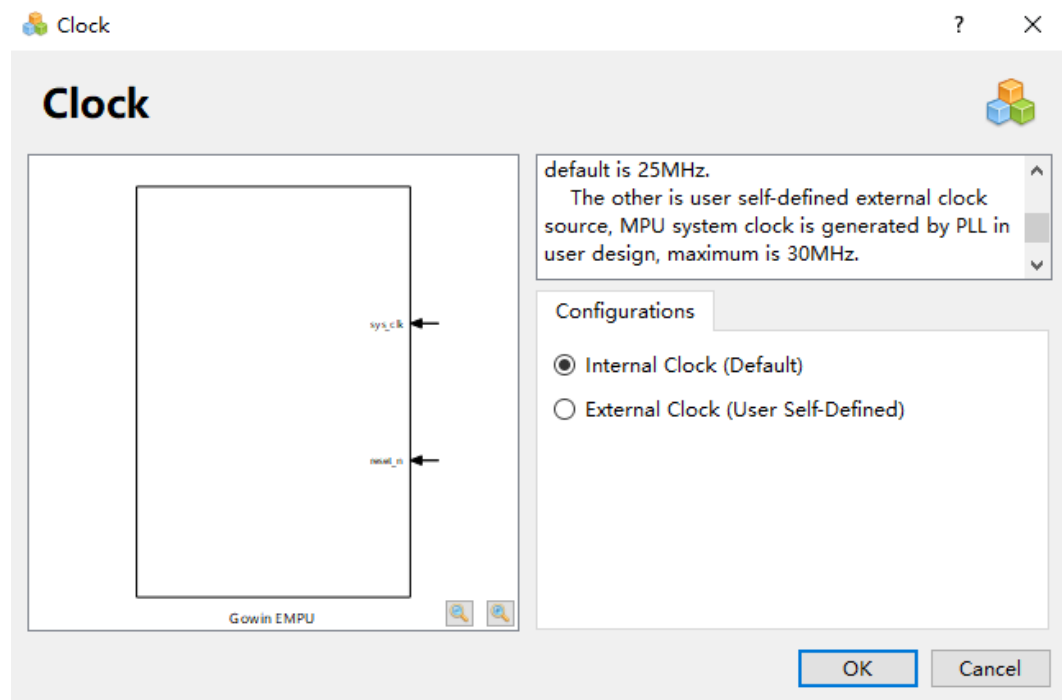 Clock
?
Clock
default is 25MHz.
The other is user self-defined external clock
source, MPU system clock is generated by PLL in
user design, maximum is 30MHz.
Configurations
Internal Clock (Default)
External Clock (User Self-Defined)
sys_clk
reset_n
Gowin EMPU
OK
Cancel